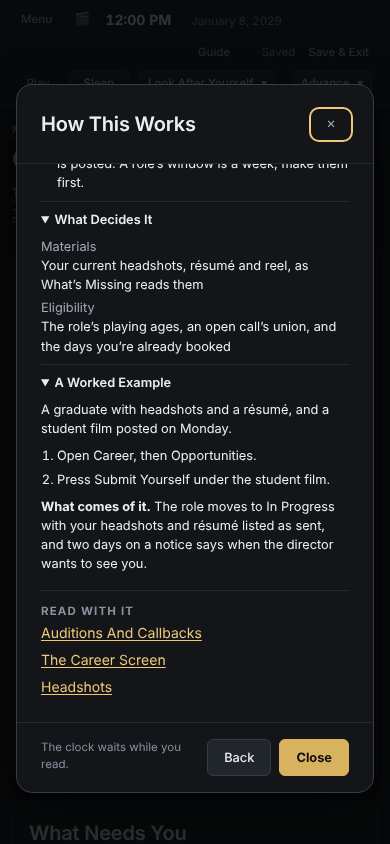 Menu 🎬 12:00 PM January 8, 2029
Guide Saved Save & Exit
Play Sleep Look After Yourself ▾ Advance ▾
How This Works ×
is posted. A role's window is a week, make them
first.
▼ What Decides It
Materials
Your current headshots, résumé and reel, as
What's Missing reads them
Eligibility
The role's playing ages, an open call's union, and
the days you're already booked
▼ A Worked Example
A graduate with headshots and a résumé, and a
student film posted on Monday.
1. Open Career, then Opportunities.
2. Press Submit Yourself under the student film.
What comes of it. The role moves to In Progress
with your headshots and résumé listed as sent,
and two days on a notice says when the director
wants to see you.
READ WITH IT
Auditions And Callbacks
The Career Screen
Headshots
The clock waits while you
read.
Back Close
What Needs You